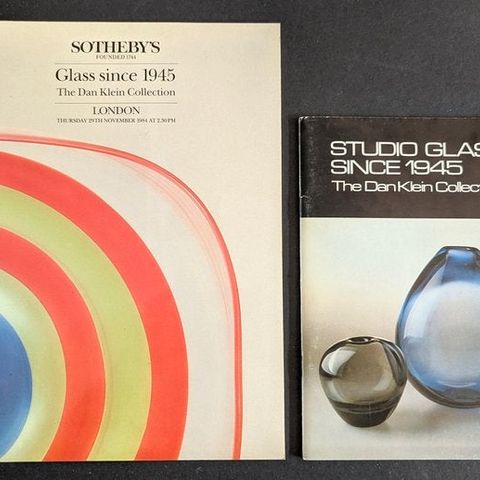 SOTHEBY'S
FOUNDED 1744
Glass since 1945
The Dan Klein Collection
LONDON
THURSDAY 29TH NOVEMBER 1984 AT 2.30 PM
STUDIO GLAS
SINCE 1945
The Dan Klein Collect